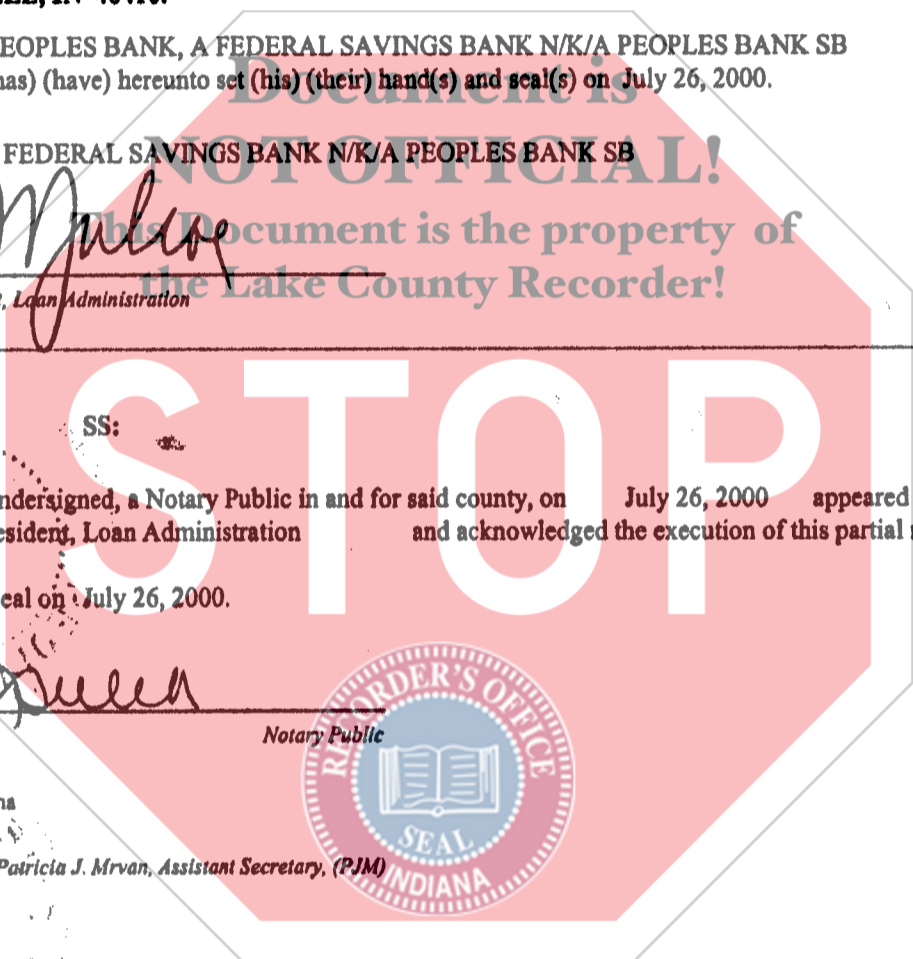 EOPLES BANK, A FEDERAL SAVINGS BANK N/K/A PEOPLES BANK SB
has) (have) hereunto set (his) (their) hand(s) and seal(s) on July 26, 2000.
Document is
FEDERAL SAVINGS BANK N/K/A PEOPLES BANK SB
NOT OFFICIAL!
This Document is the property of
the Lake County Recorder!
, Loan Administration
STOP
SS:
ndersigned, a Notary Public in and for said county, on July 26, 2000 appeared
esident, Loan Administration and acknowledged the execution of this partial
eal on July 26, 2000.
Notary Public
RECORDER'S OFFICE
SEAL
INDIANA
na
Patricia J. Mrvan, Assistant Secretary, (PJM)